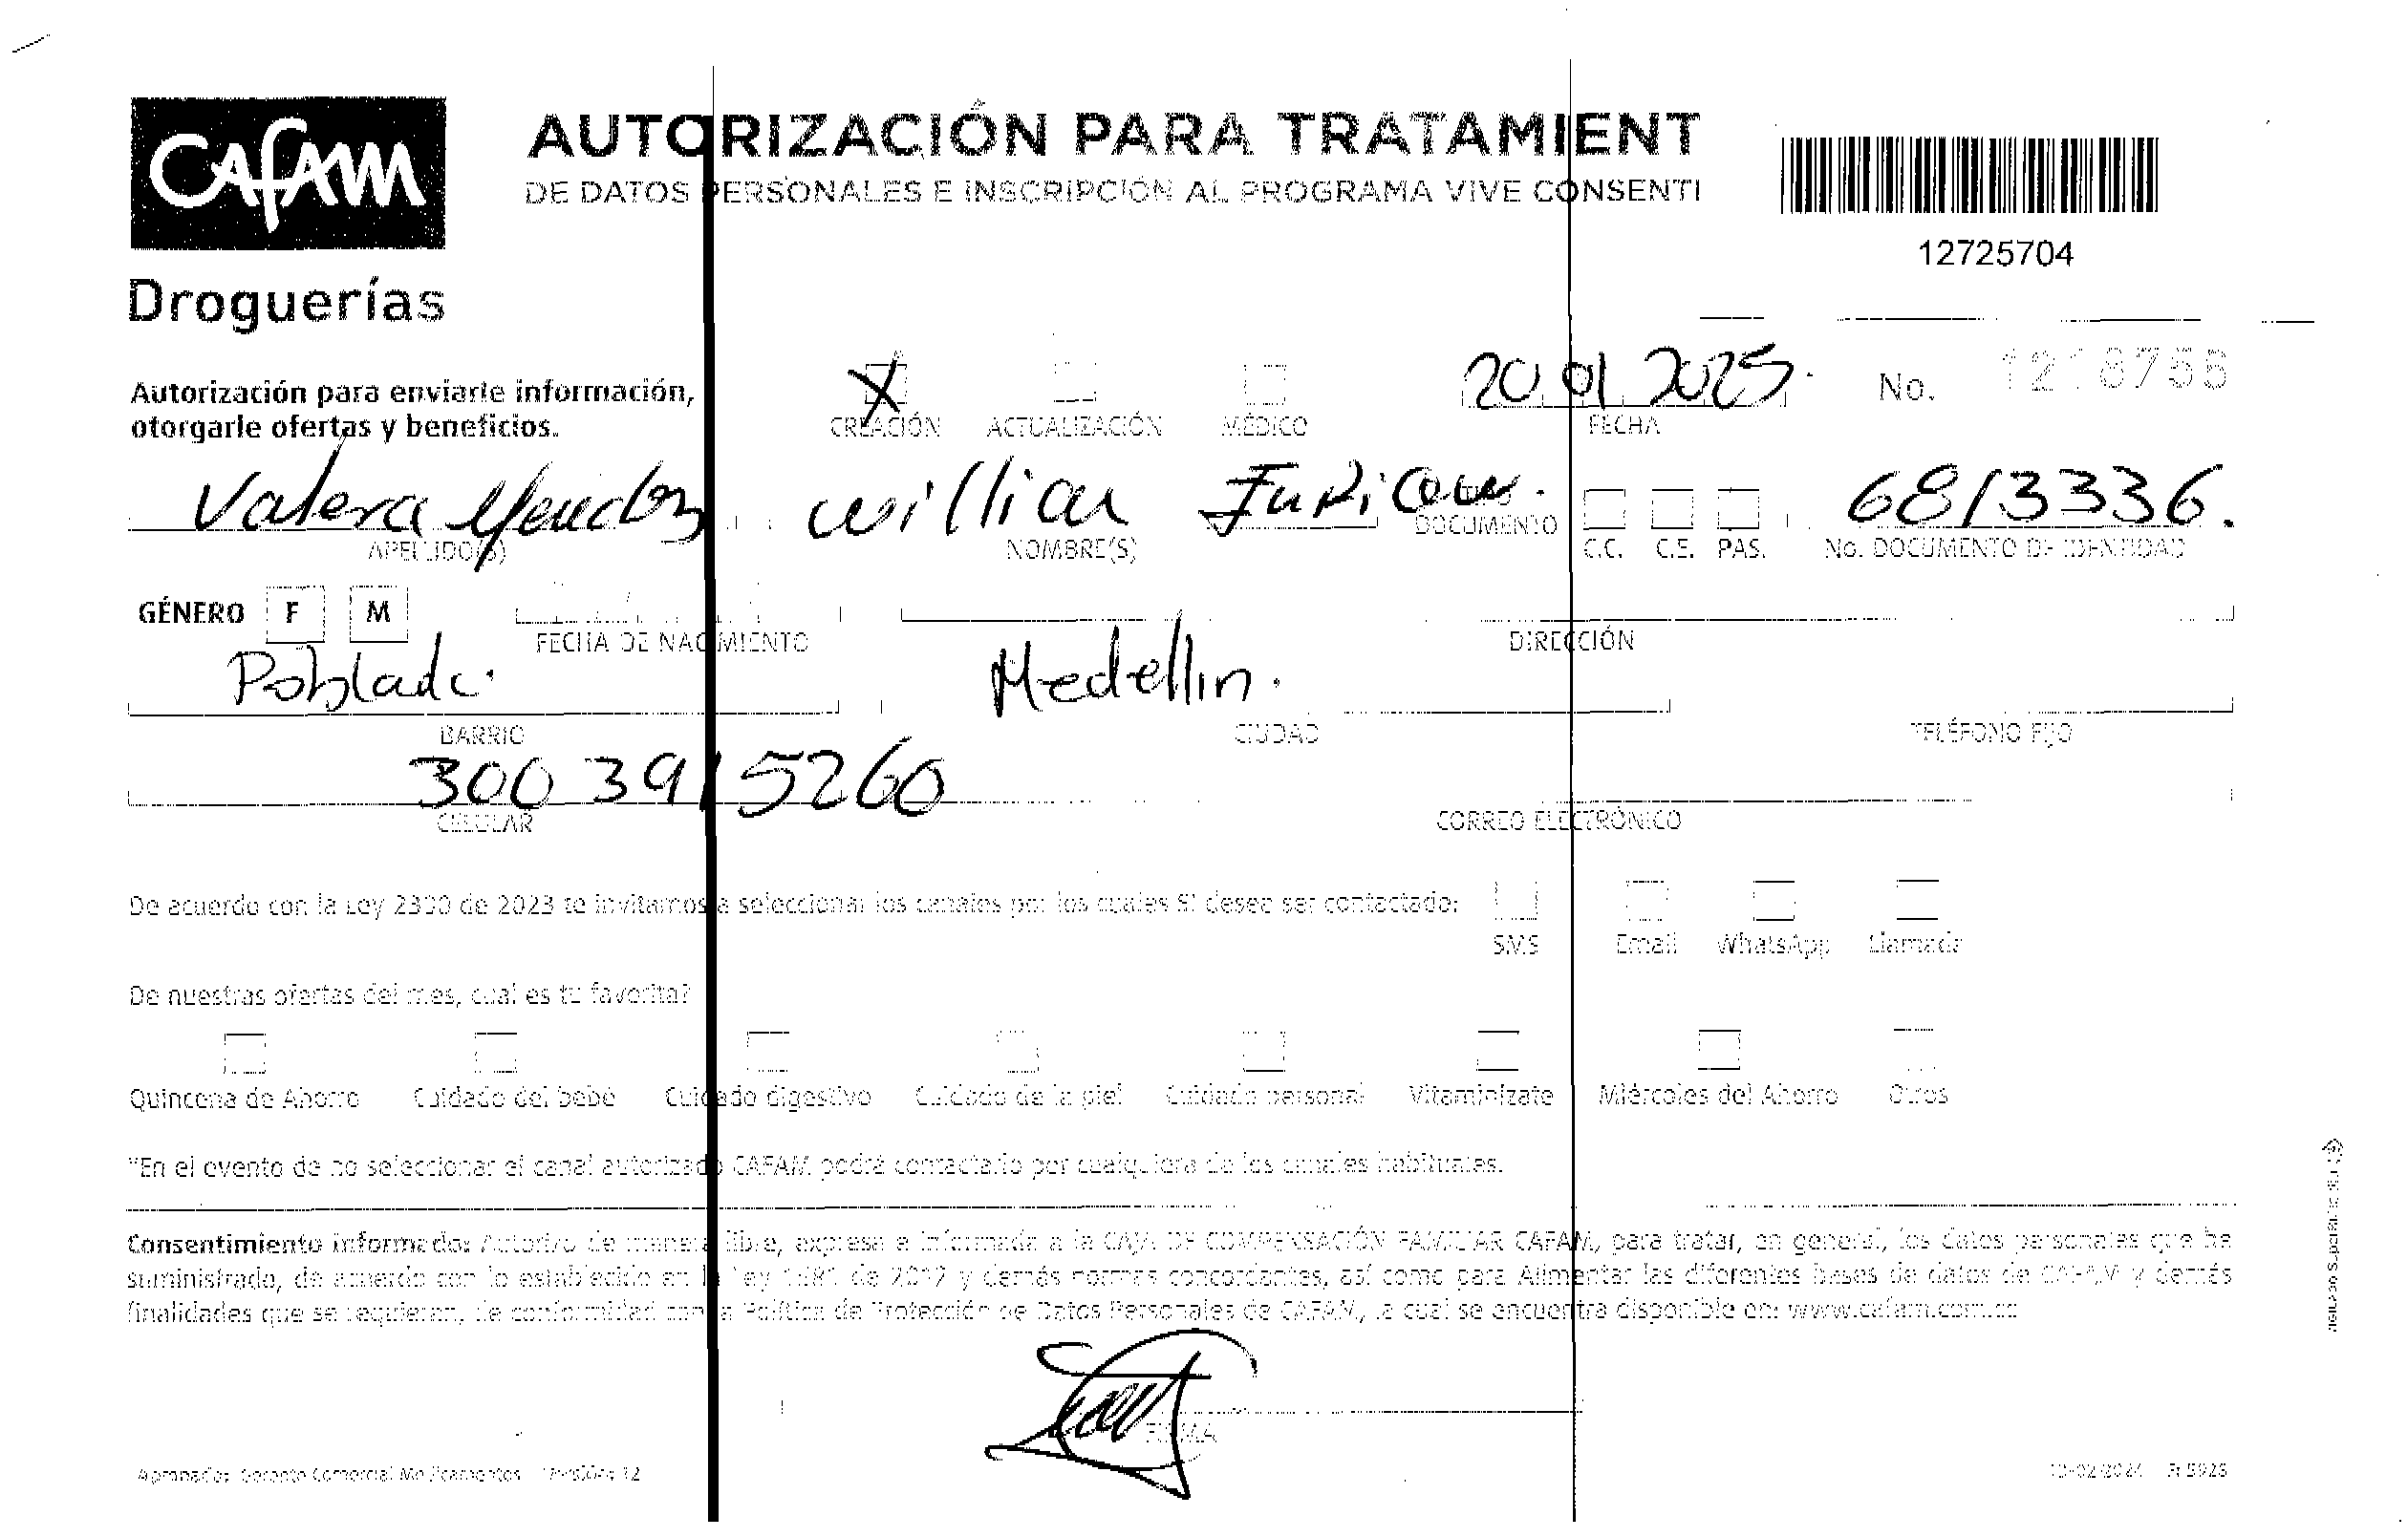 CAFAM
Droguerías
AUTORIZACIÓN PARA TRATAMIENT
DE DATOS PERSONALES E INSCRIPCIÓN AL PROGRAMA VIVE CONSENTI
12725704
Autorización para enviarle información,
otorgarle ofertas y beneficios.
X
CREACIÓN ACTUALIZACIÓN MÉDICO
20 01 2025.
FECHA
No. 1218755
Valera willian 6813336.
APELLIDO(S) NOMBRE(S) DOCUMENTO C.C. C.E. PAS. No. DOCUMENTO DE IDENTIDAD
GÉNERO F M
FECHA DE NACIMIENTO DIRECCIÓN
Poblado. Medellin.
BARRIO CIUDAD TELÉFONO FIJO
300 3915260
CELULAR CORREO ELECTRÓNICO
De acuerdo con la Ley 2300 de 2023 te invitamos a seleccionar los canales por los cuales SI desea ser contactado:
SMS Email WhatsApp Llamada
De nuestras ofertas del mes, cual es tu favorita?
Quincena de Ahorro Cuidado del bebé Cuidado digestivo Cuidado de la piel Cuidado personal Vitaminízate Miércoles del Ahorro Otros
"En el evento de no seleccionar el canal autorizado CAFAM podrá contactarlo por cualquiera de los canales habituales.
Consentimiento informado: Autorizo de manera libre, expresa e informada a la CAJA DE COMPENSACIÓN FAMILIAR CAFAM, para tratar, en general, los datos personales que he
suministrado, de acuerdo con lo establecido en la Ley 1581 de 2012 y demás normas concordantes, así como para Alimentar las diferentes bases de datos de CAFAM y demás
finalidades que se requieran, de conformidad con la Política de Protección de Datos Personales de CAFAM, la cual se encuentra disponible en: www.cafam.com.co
FIRMA
Aprobado: Gerente Comercial Medicamentos Versión: 12